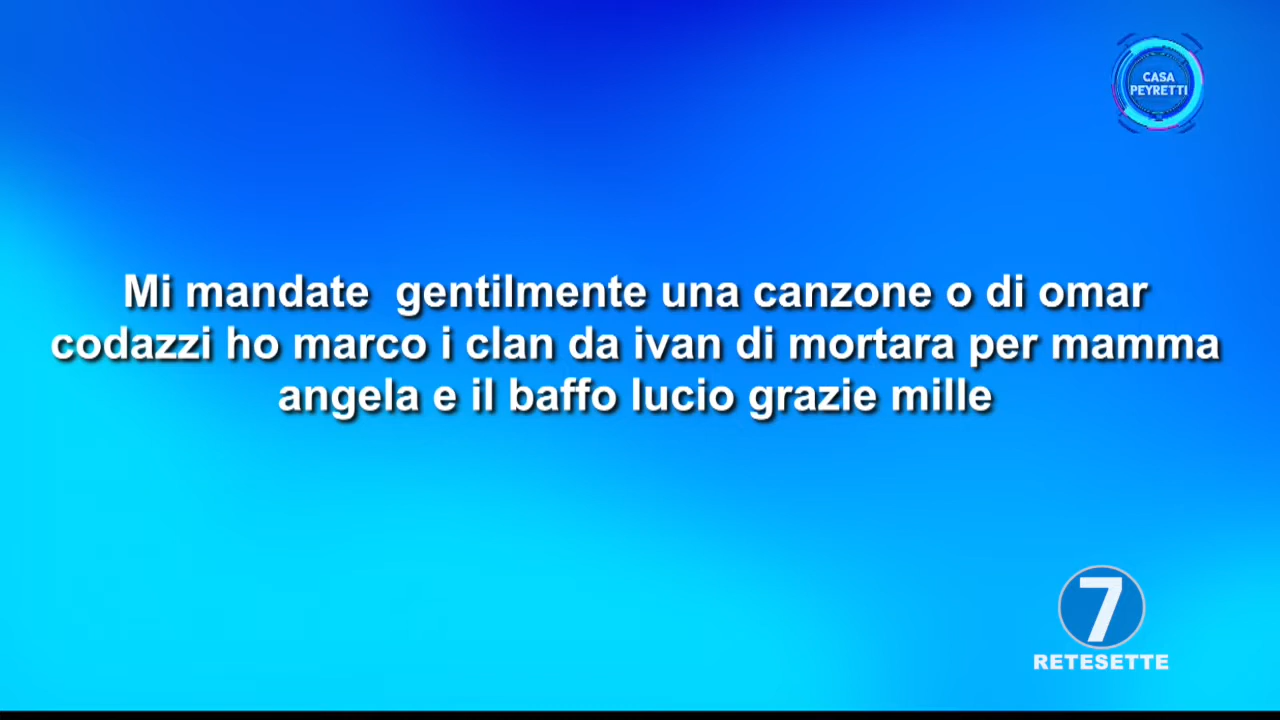 CASA
PEYRETTI
Mi mandate  gentilmente una canzone o di omar
codazzi ho marco i clan da ivan di mortara per mamma
angela e il baffo lucio grazie mille
7
RETESETTE